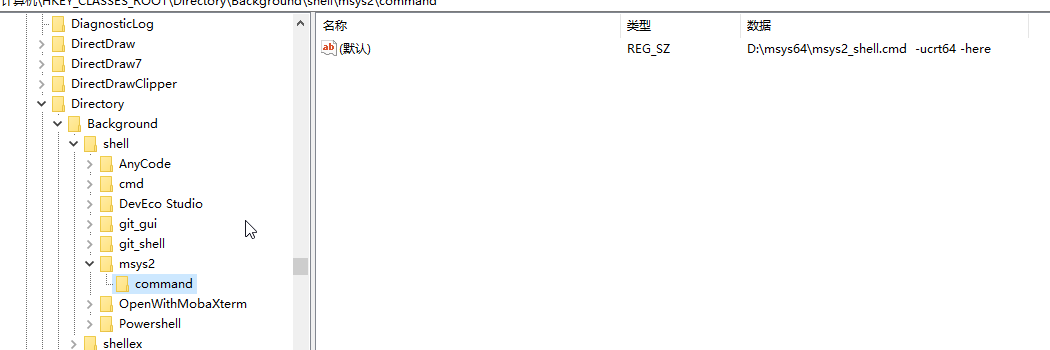 计算机\HKEY_CLASSES_ROOT\Directory\Background\shell\msys2\command
DiagnosticLog
DirectDraw
DirectDraw7
DirectDrawClipper
Directory
Background
shell
AnyCode
cmd
DevEco Studio
git_gui
git_shell
msys2
command
OpenWithMobaXterm
Powershell
shellex
名称 类型 数据
ab (默认) REG_SZ D:\msys64\msys2_shell.cmd -ucrt64 -here